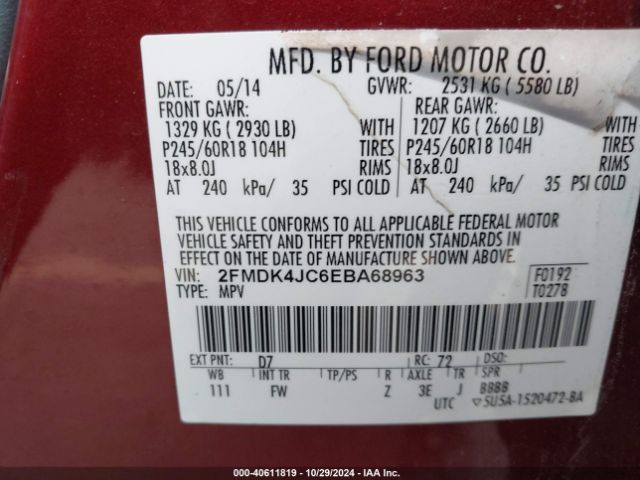 MFD. BY FORD MOTOR CO.
DATE: 05/14 GVWR: 2531 KG ( 5580 LB)
FRONT GAWR: REAR GAWR:
1329 KG ( 2930 LB) WITH 1207 KG ( 2660 LB) WITH
P245/60R18 104H TIRES P245/60R18 104H TIRES
18x8.0J RIMS 18x8.0J RIMS
AT 240 kPa/ 35 PSI COLD AT 240 kPa/ 35 PSI COLD
THIS VEHICLE CONFORMS TO ALL APPLICABLE FEDERAL MOTOR
VEHICLE SAFETY AND THEFT PREVENTION STANDARDS IN
EFFECT ON THE DATE OF MANUFACTURE SHOWN ABOVE.
VIN: 2FMDK4JC6EBA68963 F0192
TYPE: MPV T0278
EXT PNT: D7 RC: 72 DSO:
WB INT TR TP/PS R AXLE TR SPR
111 FW Z 3E J BBBB
UTC ▽5U5A-1520472-BA
000-40611819 - 10/29/2024 - IAA Inc.